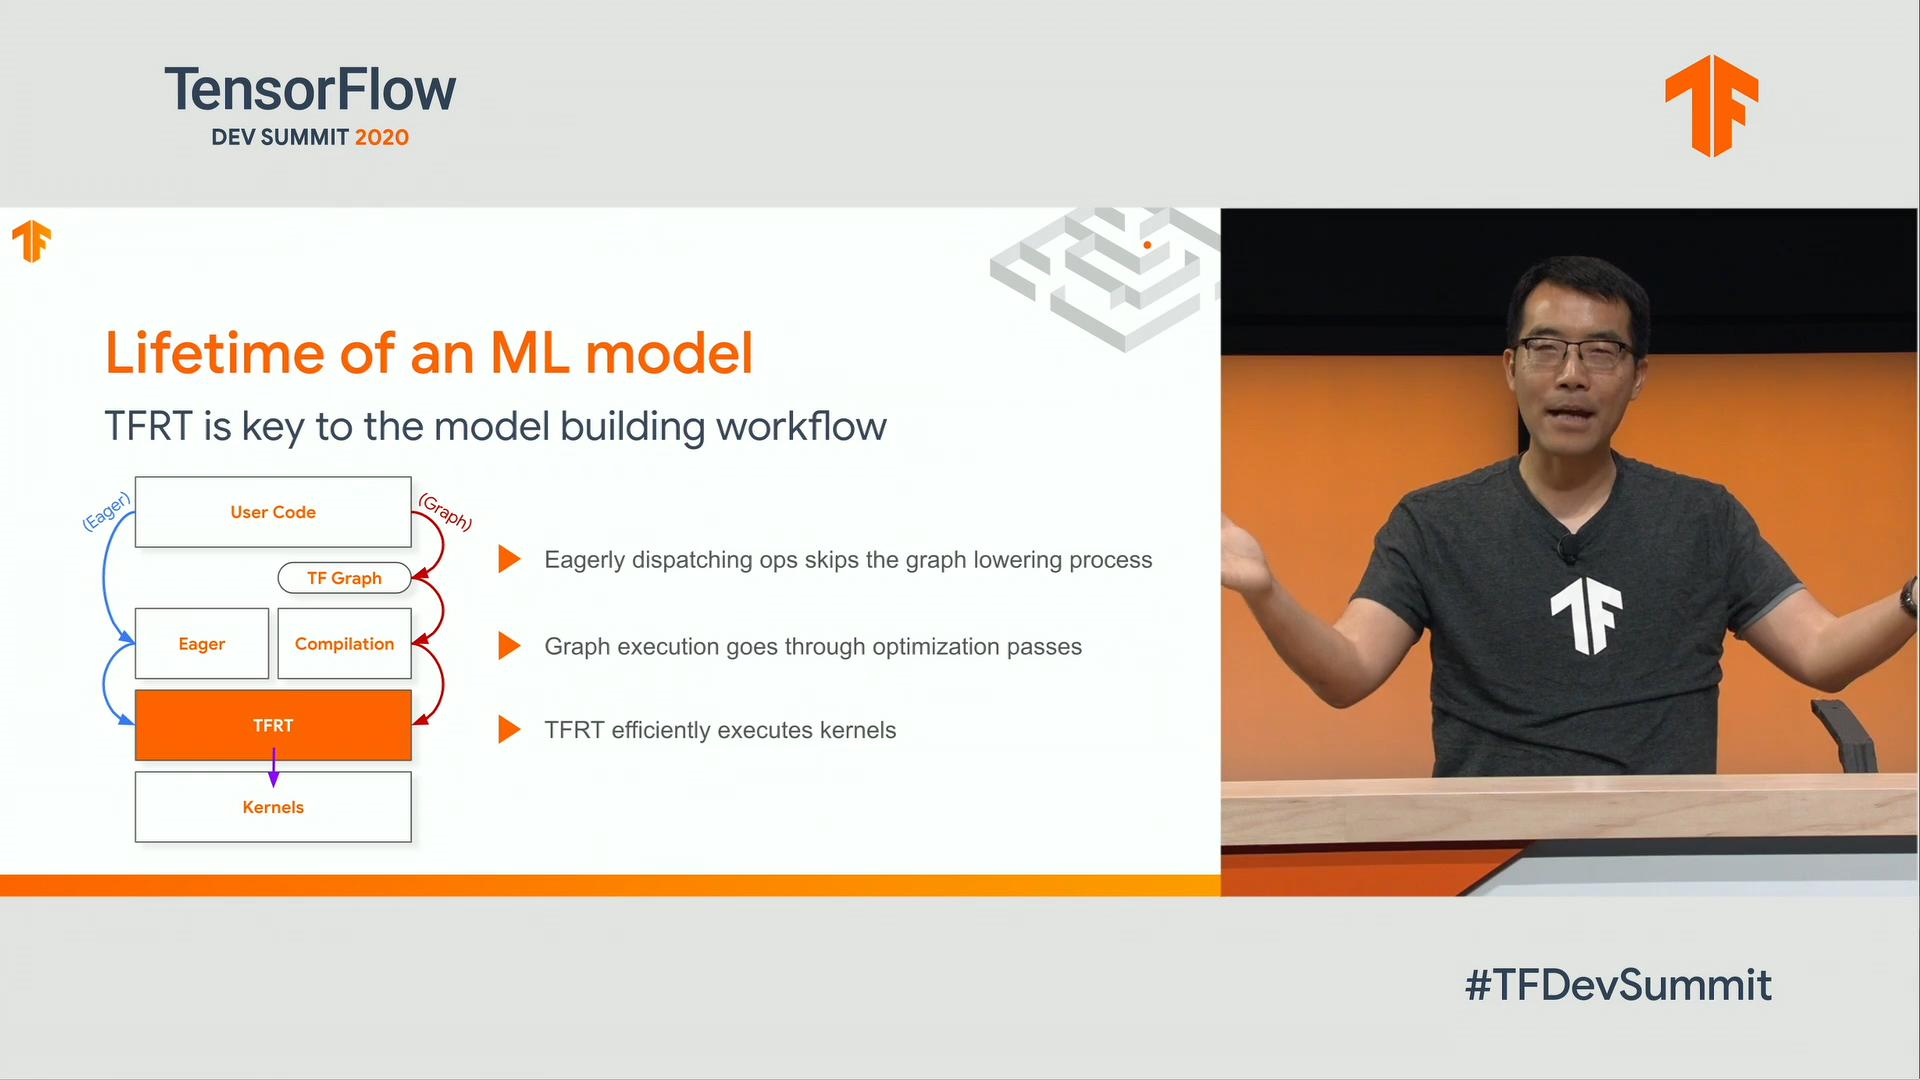 TensorFlow
DEV SUMMIT 2020
Lifetime of an ML model
TFRT is key to the model building workflow
(Eager)
User Code
(Graph)
TF Graph
Eager
Compilation
TFRT
Kernels
Eagerly dispatching ops skips the graph lowering process
Graph execution goes through optimization passes
TFRT efficiently executes kernels
#TFDevSummit